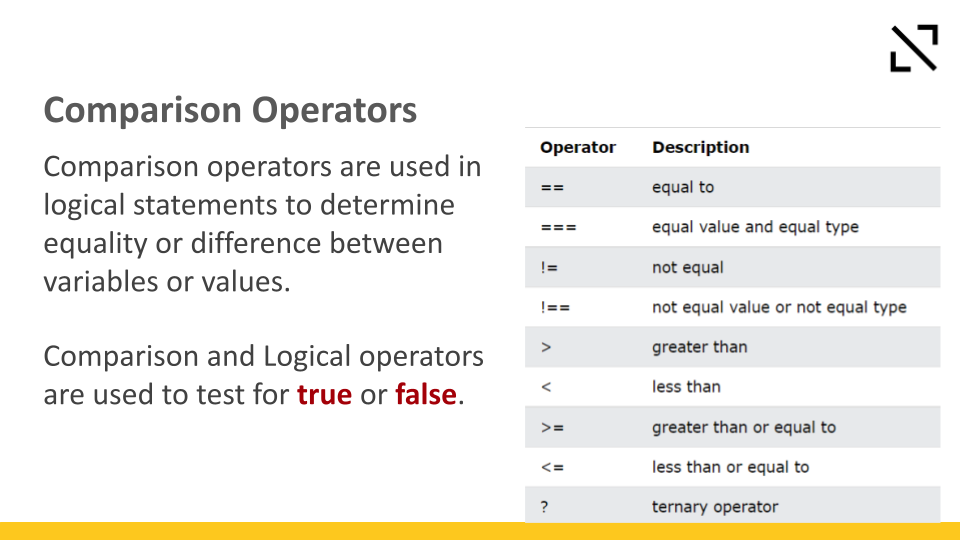 Comparison Operators
Comparison operators are used in
logical statements to determine
equality or difference between
variables or values.
Comparison and Logical operators
are used to test for true or false.
Operator Description
== equal to
=== equal value and equal type
!= not equal
!== not equal value or not equal type
> greater than
< less than
>= greater than or equal to
<= less than or equal to
? ternary operator